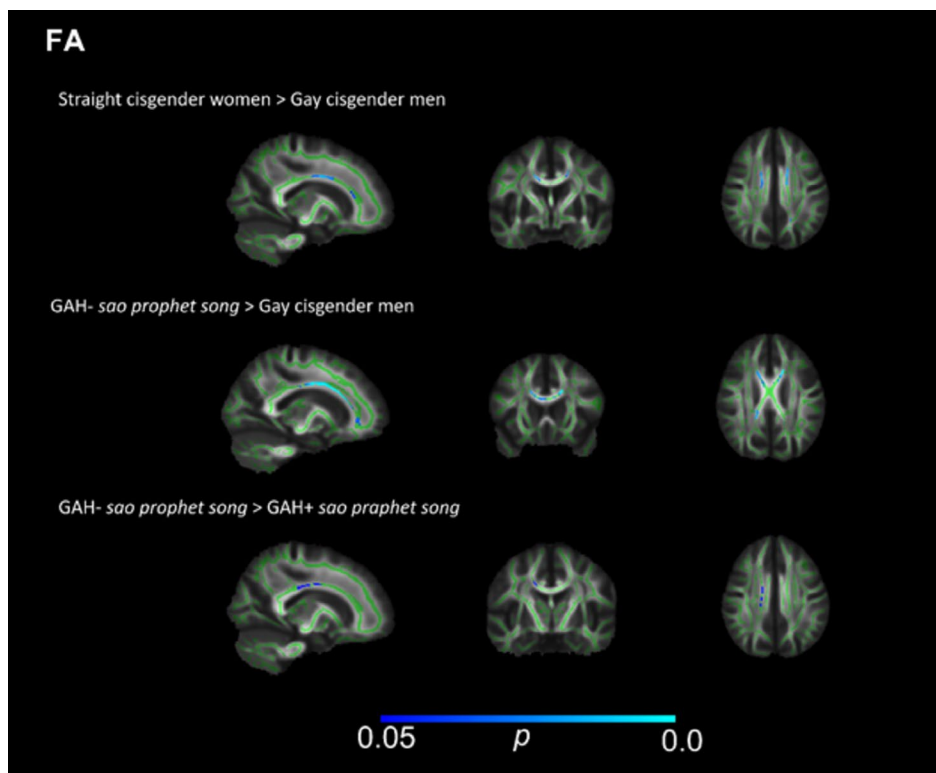 FA
Straight cisgender women > Gay cisgender men
GAH- sao prophet song > Gay cisgender men
GAH- sao prophet song > GAH+ sao praphet song
0.05 p 0.0